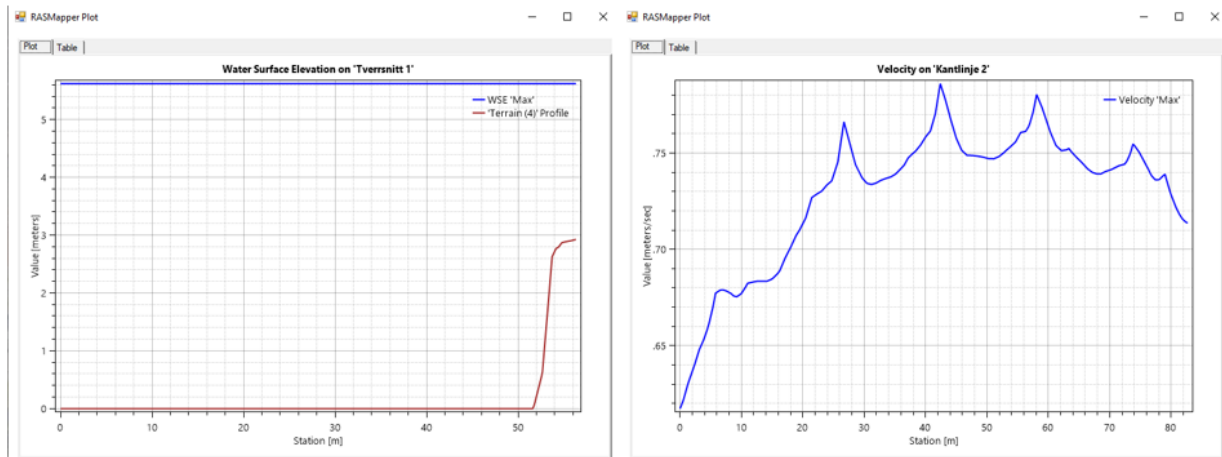 RASMapper Plot
Plot Table
Water Surface Elevation on 'Tverrsnitt 1'
WSE 'Max'
'Terrain (4)' Profile
Value [meters]
5
4
3
2
1
0
0 10 20 30 40 50
Station [m]
RASMapper Plot
Plot Table
Velocity on 'Kantlinje 2'
Velocity 'Max'
Value [meters/sec]
.75
.70
.65
0 10 20 30 40 50 60 70 80
Station [m]